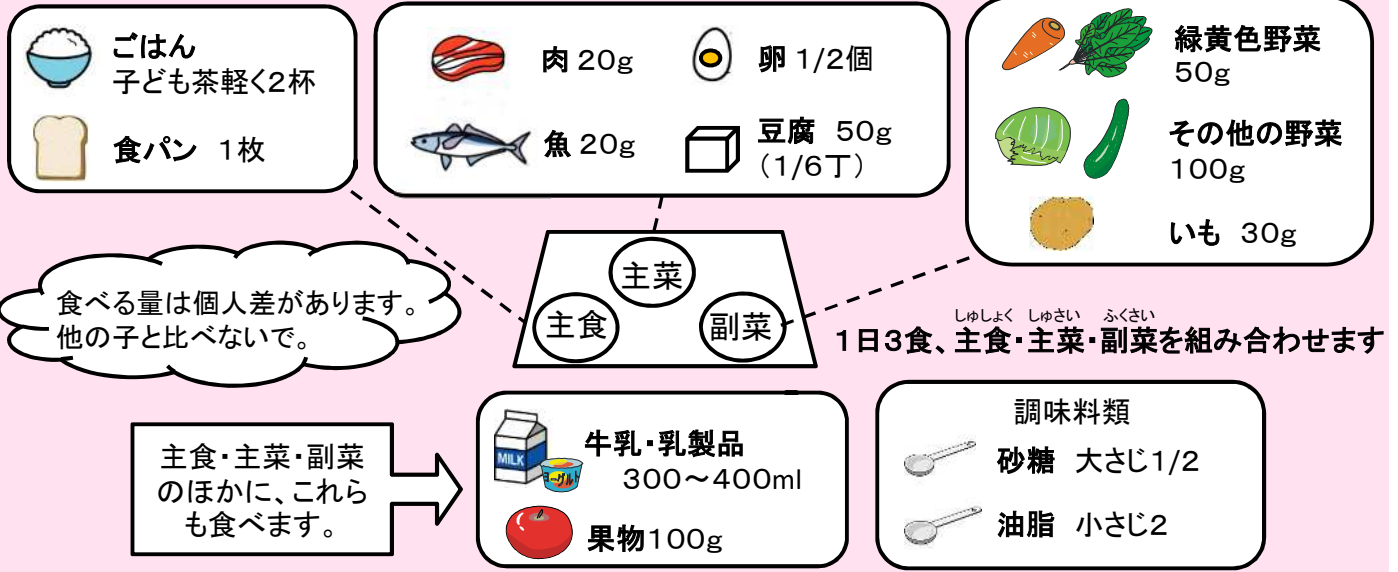 ごはん
子ども茶軽く2杯
食パン 1枚
肉 20g
卵 1/2個
魚 20g
豆腐 50g
(1/6丁)
緑黄色野菜
50g
その他の野菜
100g
いも 30g
食べる量は個人差があります。
他の子と比べないで。
主菜
主食
副菜
しゅしょく しゅさい ふくさい
1日3食、主食・主菜・副菜を組み合わせます
主食・主菜・副菜
のほかに、これら
も食べます。
MILK
ヨーグルト
牛乳・乳製品
300~400ml
果物100g
調味料類
砂糖 大さじ1/2
油脂 小さじ2